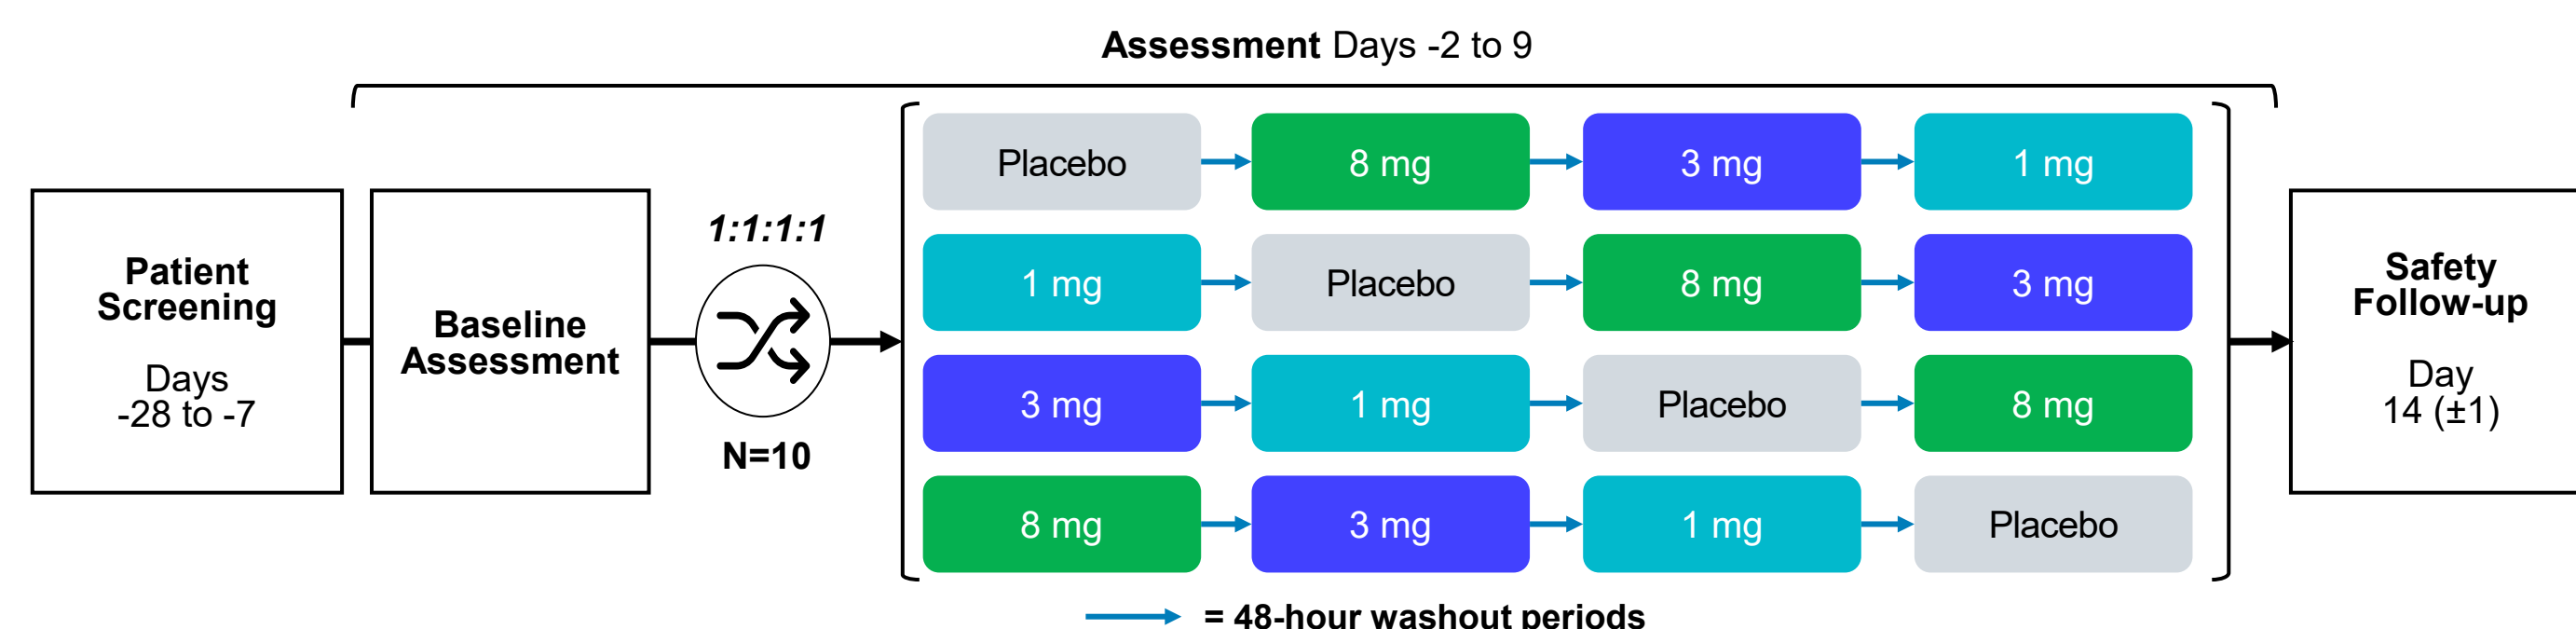 Assessment Days -2 to 9
Patient
Screening
Days
-28 to -7
Baseline
Assessment
1:1:1:1
N=10
Placebo
8 mg
3 mg
1 mg
1 mg
Placebo
8 mg
3 mg
3 mg
1 mg
Placebo
8 mg
8 mg
3 mg
1 mg
Placebo
Safety
Follow-up
Day
14 (±1)
= 48-hour washout periods